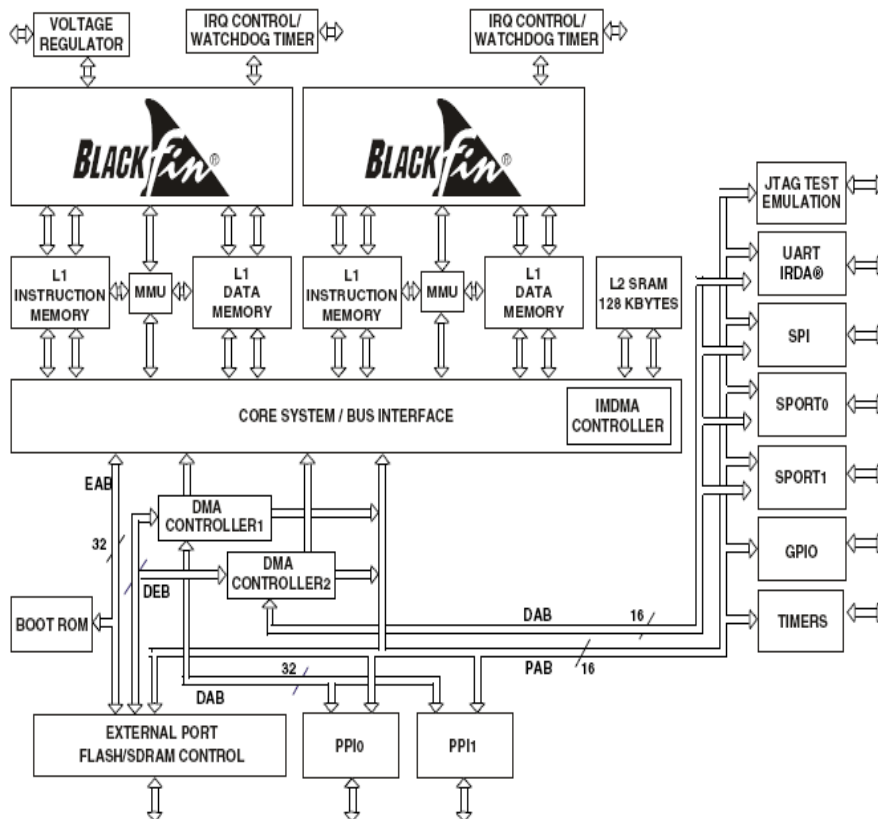 VOLTAGE
REGULATOR
IRQ CONTROL/
WATCHDOG TIMER
IRQ CONTROL/
WATCHDOG TIMER
BLACKfin®
BLACKfin®
JTAG TEST
EMULATION
UART
IRDA®
L1
INSTRUCTION
MEMORY
MMU
L1
DATA
MEMORY
L1
INSTRUCTION
MEMORY
MMU
L1
DATA
MEMORY
L2 SRAM
128 KBYTES
SPI
CORE SYSTEM / BUS INTERFACE
IMDMA
CONTROLLER
SPORT0
SPORT1
EAB
DMA
CONTROLLER1
32
DMA
CONTROLLER2
DEB
GPIO
BOOT ROM
DAB
16
TIMERS
PAB
16
32
DAB
EXTERNAL PORT
FLASH/SDRAM CONTROL
PPI0
PPI1